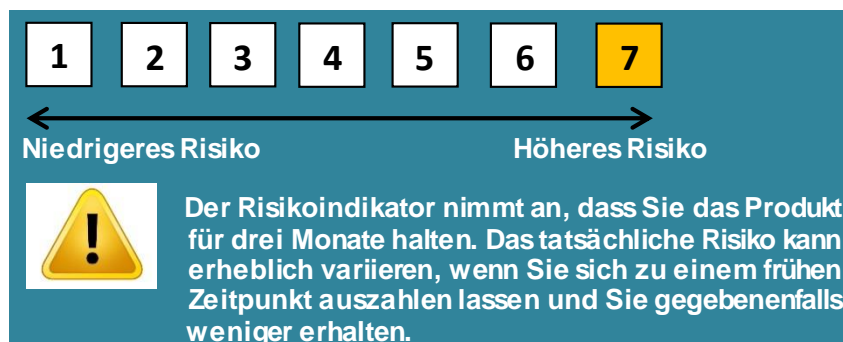 1 2 3 4 5 6 7
Niedrigeres Risiko Höheres Risiko
!
Der Risikoindikator nimmt an, dass Sie das Produkt
für drei Monate halten. Das tatsächliche Risiko kann
erheblich variieren, wenn Sie sich zu einem frühen
Zeitpunkt auszahlen lassen und Sie gegebenenfalls
weniger erhalten.